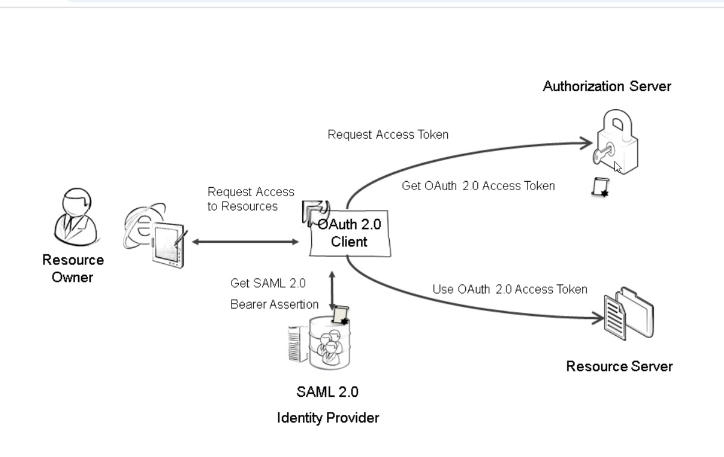 Authorization Server
Request Access Token
Get OAuth 2.0 Access Token
Request Access
to Resources
OAuth 2.0
Client
Resource
Owner
Get SAML 2.0
Bearer Assertion
Use OAuth 2.0 Access Token
Resource Server
SAML 2.0
Identity Provider